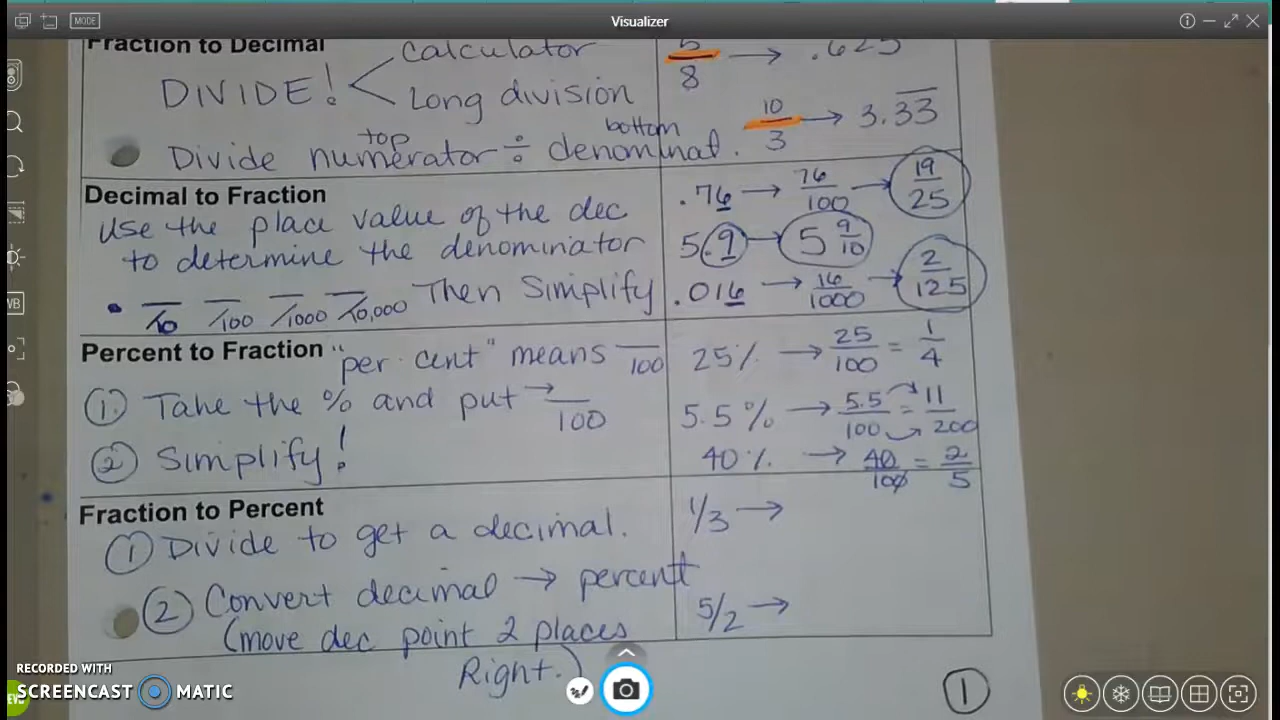 MODE
Visualizer
Fraction to Decimal
calculator
DIVIDE! < Long division
5/8 → .625
top bottom
Divide numerator ÷ denominat.
10/3 → 3.33
Decimal to Fraction
Use the place value of the dec
to determine the denominator
• /10 /100 /1000 /10,000 Then Simplify
.76 → 76/100 → 19/25
5.9 → 5 9/10
.016 → 16/1000 → 2/125
Percent to Fraction "per cent" means /100
① Take the % and put → /100
② Simplify!
25% → 25/100 = 1/4
5.5% → 5.5/100 = 11/200
40% → 40/100 = 2/5
Fraction to Percent
① Divide to get a decimal.
② Convert decimal → percent
(move dec point 2 places
Right.)
1/3 →
5/2 →
1
WB
RECORDED WITH
SCREENCAST MATIC